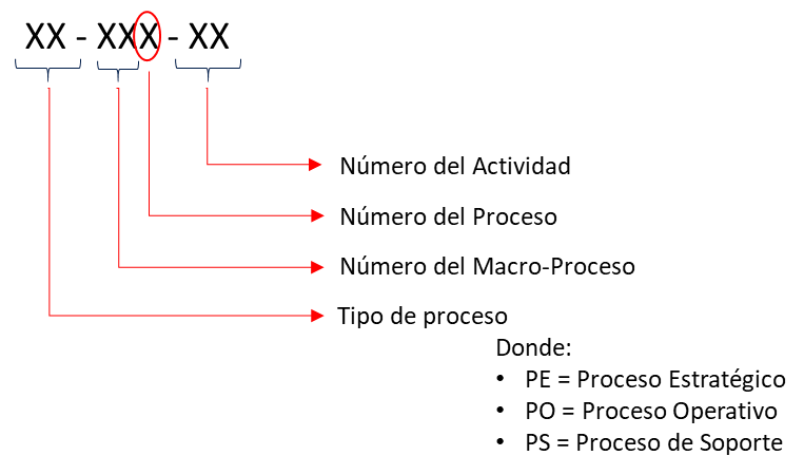 XX - XXX - XX
Número del Actividad
Número del Proceso
Número del Macro-Proceso
Tipo de proceso
Donde:
• PE = Proceso Estratégico
• PO = Proceso Operativo
• PS = Proceso de Soporte